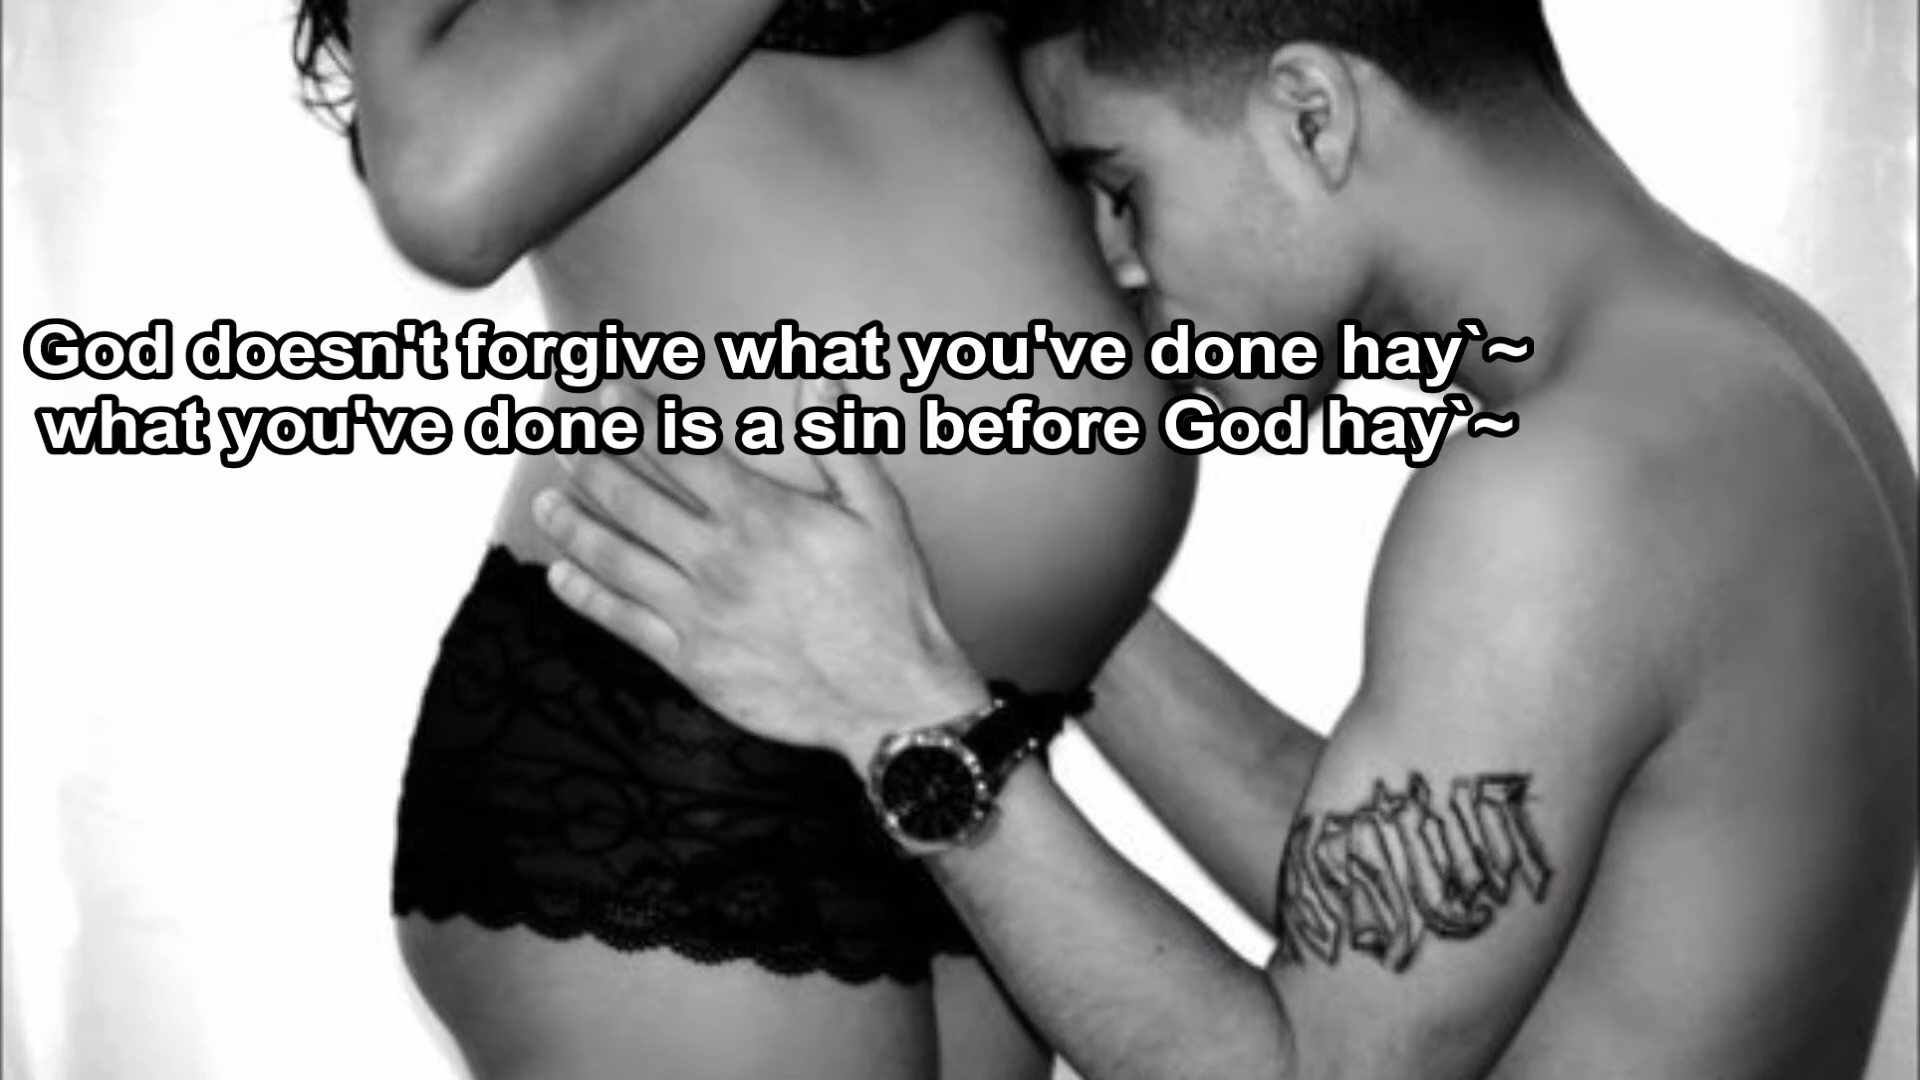 God doesn't forgive what you've done hay`~
what you've done is a sin before God hay`~